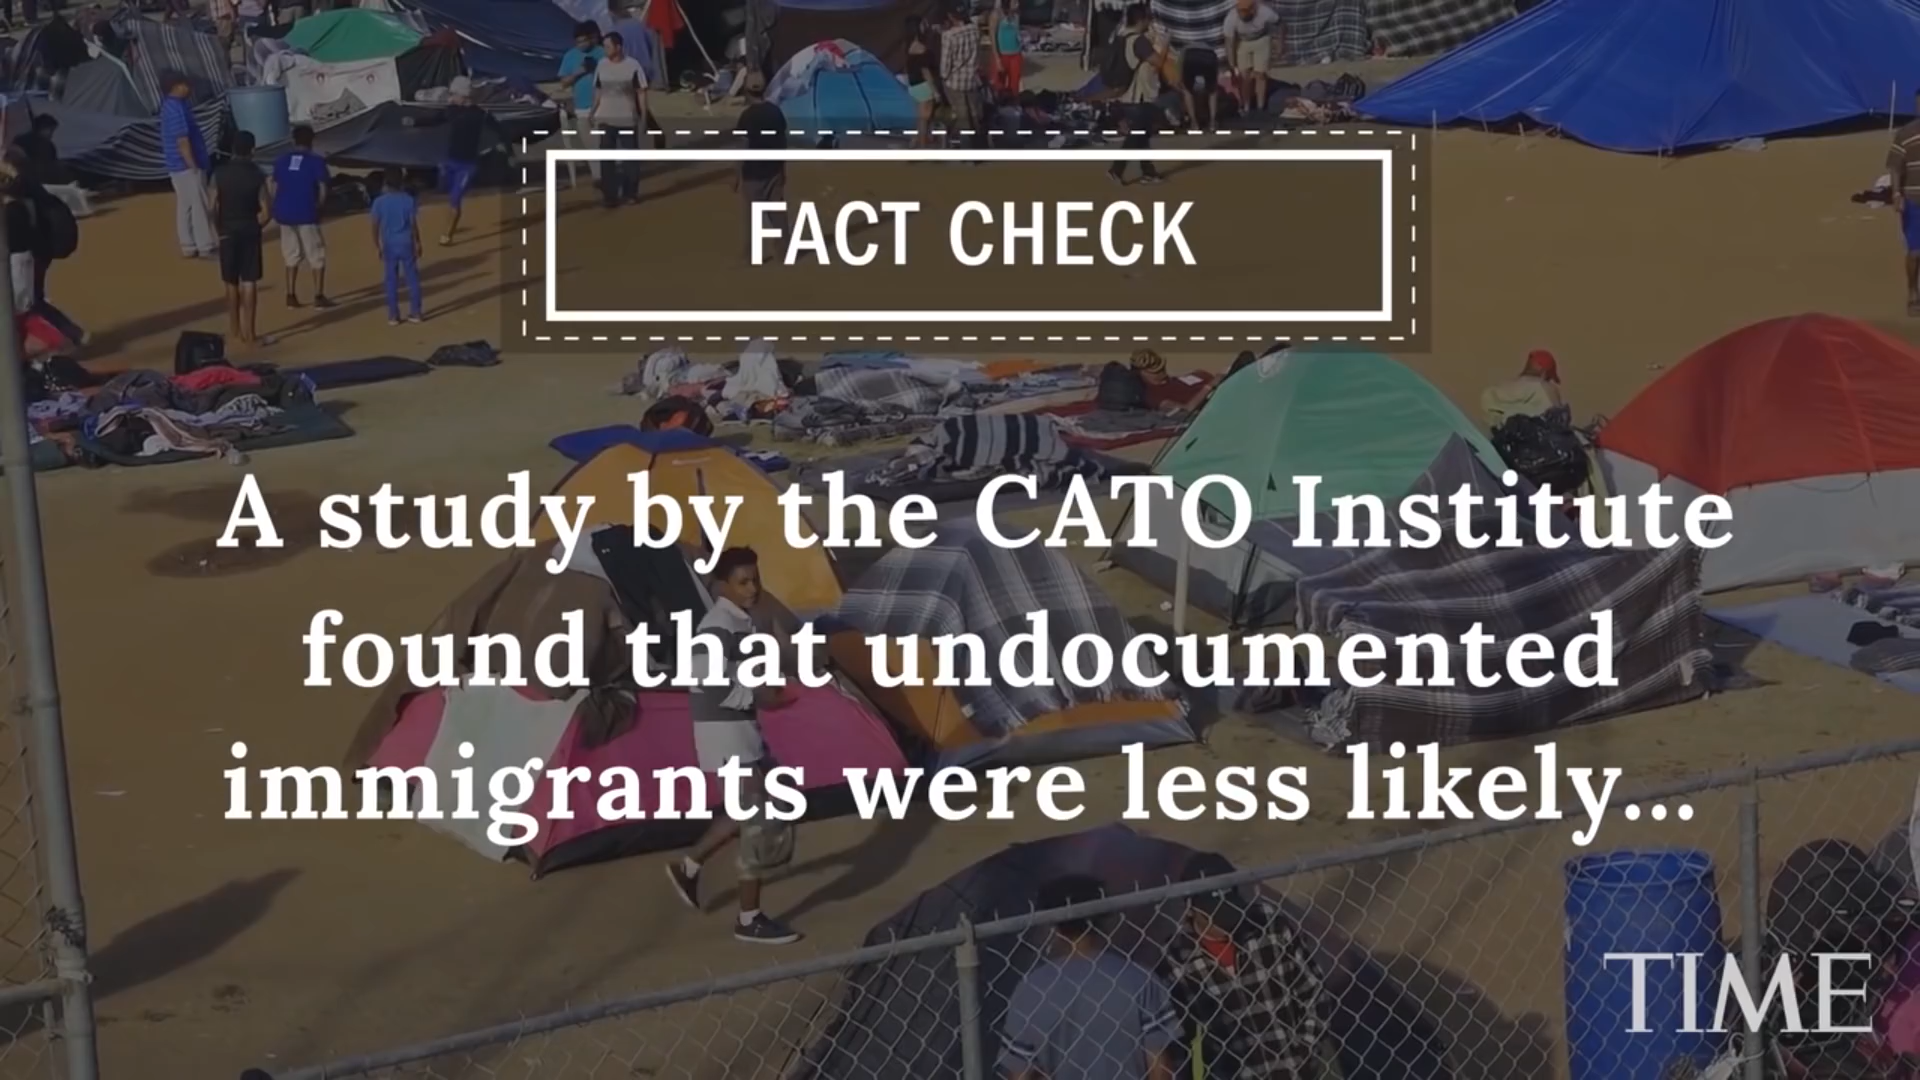 FACT CHECK
A study by the CATO Institute
found that undocumented
immigrants were less likely...
TIME